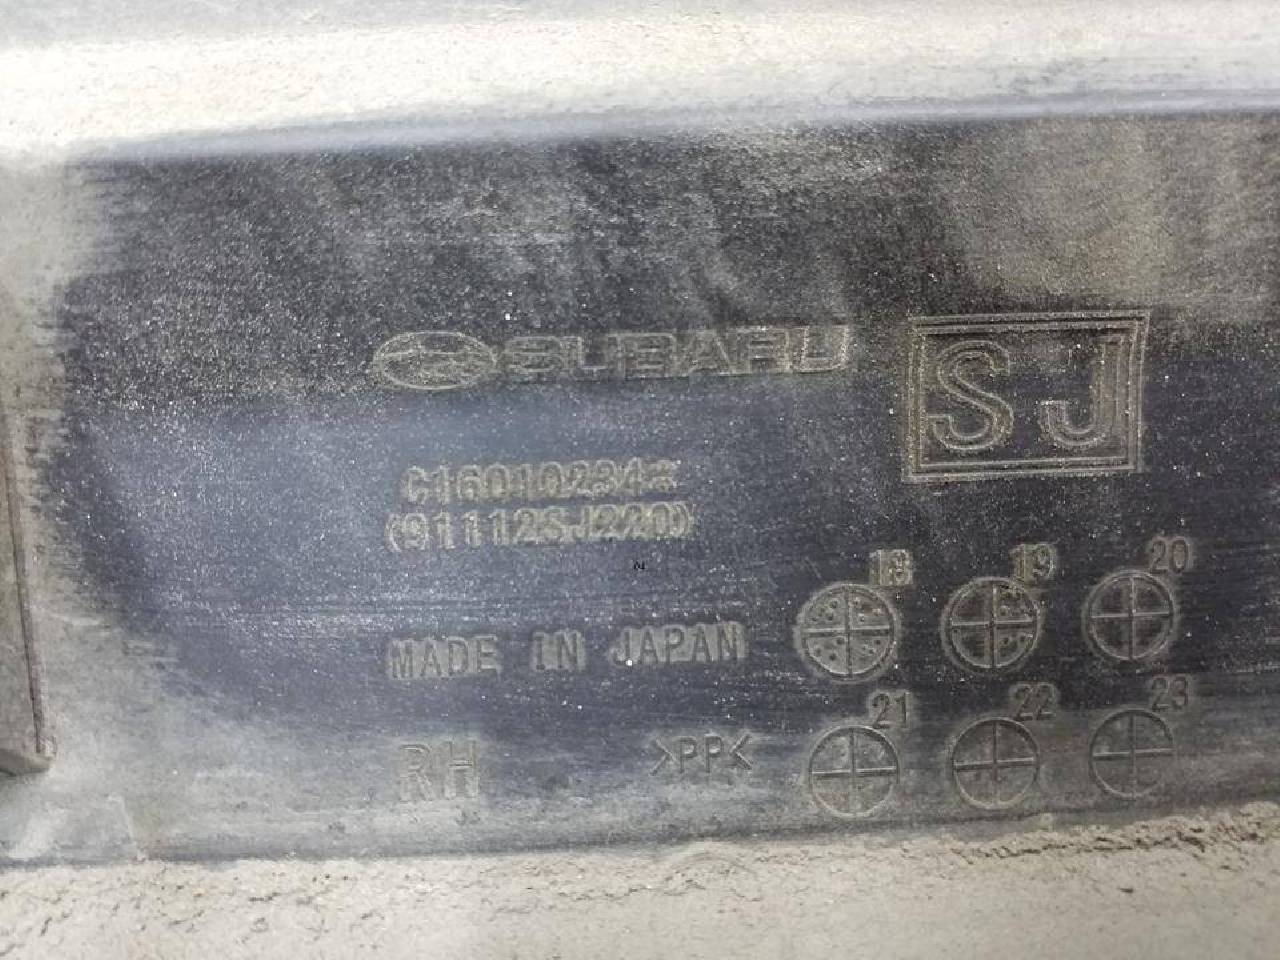 SUBARU
SJ
C16010234*
(91112SJ220)
18 19 20
MADE IN JAPAN
21 22 23
RH >PP<